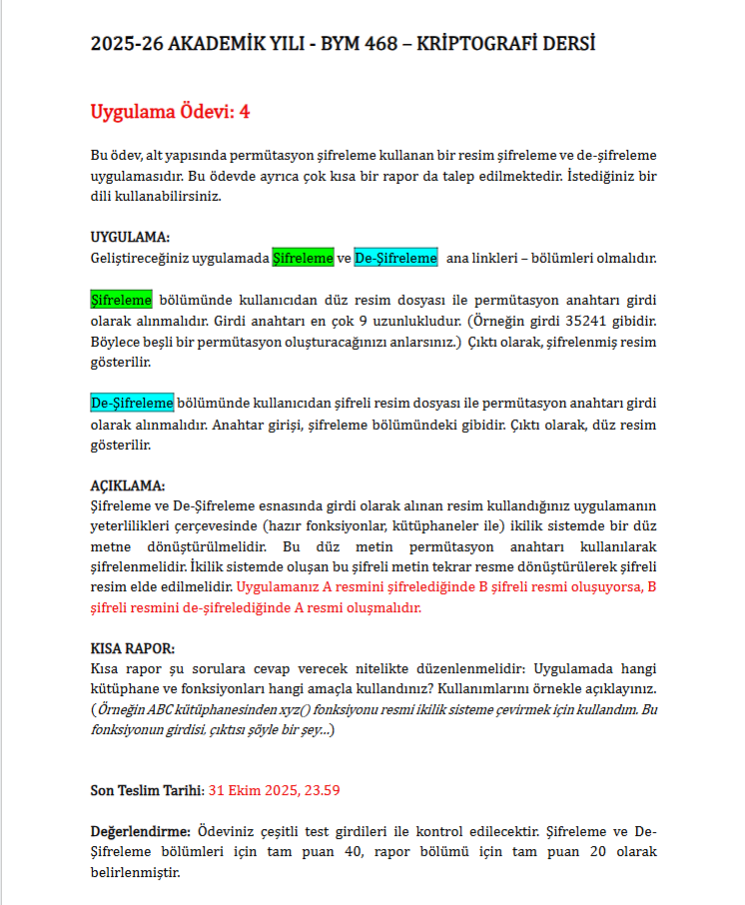 2025-26 AKADEMİK YILI - BYM 468 – KRİPTOGRAFİ DERSİ
Uygulama Ödevi: 4
Bu ödev, alt yapısında permütasyon şifreleme kullanan bir resim şifreleme ve de-şifreleme
uygulamasıdır. Bu ödevde ayrıca çok kısa bir rapor da talep edilmektedir. İstediğiniz bir
dili kullanabilirsiniz.
UYGULAMA:
Geliştireceğiniz uygulamada Şifreleme ve De-Şifreleme ana linkleri – bölümleri olmalıdır.
Şifreleme bölümünde kullanıcıdan düz resim dosyası ile permütasyon anahtarı girdi
olarak alınmalıdır. Girdi anahtarı en çok 9 uzunlukludur. (Örneğin girdi 35241 gibidir.
Böylece beşli bir permütasyon oluşturacağınızı anlarsınız.) Çıktı olarak, şifrelenmiş resim
gösterilir.
De-Şifreleme bölümünde kullanıcıdan şifreli resim dosyası ile permütasyon anahtarı girdi
olarak alınmalıdır. Anahtar girişi, şifreleme bölümündeki gibidir. Çıktı olarak, düz resim
gösterilir.
AÇIKLAMA:
Şifreleme ve De-Şifreleme esnasında girdi olarak alınan resim kullandığınız uygulamanın
yeterlilikleri çerçevesinde (hazır fonksiyonlar, kütüphaneler ile) ikilik sistemde bir düz
metne dönüştürülmelidir. Bu düz metin permütasyon anahtarı kullanılarak
şifrelenmelidir. İkilik sistemde oluşan bu şifreli metin tekrar resme dönüştürülerek şifreli
resim elde edilmelidir. Uygulamanız A resmini şifrelediğinde B şifreli resmi oluşuyorsa, B
şifreli resmini de-şifrelediğinde A resmi oluşmalıdır.
KISA RAPOR:
Kısa rapor şu sorulara cevap verecek nitelikte düzenlenmelidir: Uygulamada hangi
kütüphane ve fonksiyonları hangi amaçla kullandınız? Kullanımlarını örnekle açıklayınız.
(Örneğin ABC kütüphanesinden xyz() fonksiyonu resmi ikilik sisteme çevirmek için kullandım. Bu
fonksiyonun girdisi, çıktısı şöyle bir şey...)
Son Teslim Tarihi: 31 Ekim 2025, 23.59
Değerlendirme: Ödeviniz çeşitli test girdileri ile kontrol edilecektir. Şifreleme ve De-
Şifreleme bölümleri için tam puan 40, rapor bölümü için tam puan 20 olarak
belirlenmiştir.